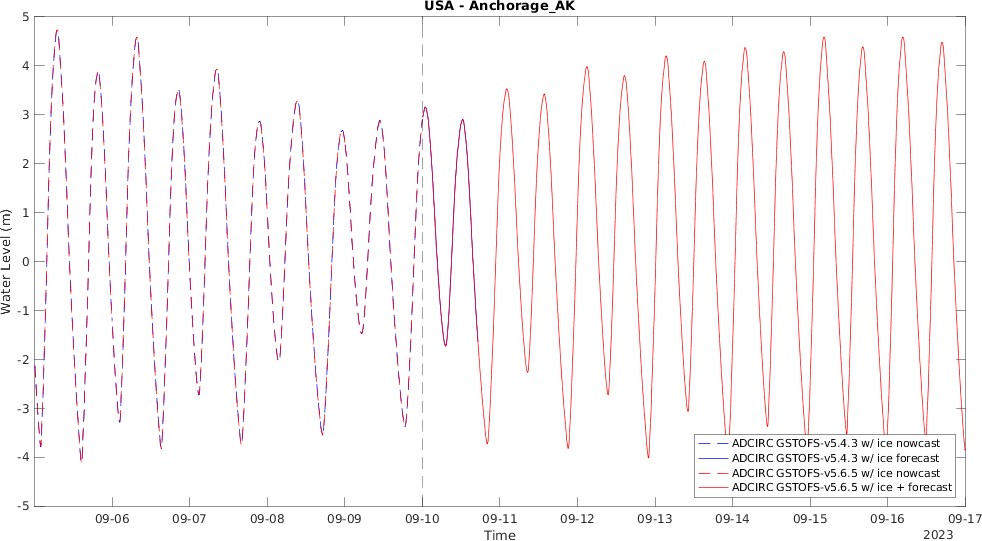 USA - Anchorage_AK
5
4
3
2
1
0
-1
-2
-3
-4
-5
Water Level (m)
ADCIRC GSTOFS-v5.4.3 w/ ice nowcast
ADCIRC GSTOFS-v5.4.3 w/ ice forecast
ADCIRC GSTOFS-v5.6.5 w/ ice nowcast
ADCIRC GSTOFS-v5.6.5 w/ ice + forecast
09-06 09-07 09-08 09-09 09-10 09-11 09-12 09-13 09-14 09-15 09-16 09-17
Time
2023